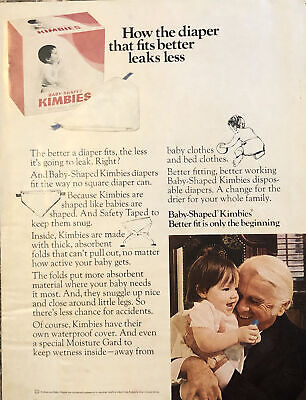 KIMBIES
BABY-SHAPED
KIMBIES
How the diaper
that fits better
leaks less
The better a diaper fits, the less
it's going to leak. Right?
And Baby-Shaped Kimbies diapers
fit the way no square diaper can.
Because Kimbies are
shaped like babies are
shaped. And Safety Taped to
keep them snug.
Inside, Kimbies are made
with thick, absorbent
folds that can't pull out, no matter
how active your baby gets.
The folds put more absorbent
material where your baby needs
it most. And, they snuggle up nice
and close around little legs. So
there's less chance for accidents.
Of course, Kimbies have their
own waterproof cover. And even
a special Moisture Gard to
keep wetness inside—away from
baby clothes
and bed clothes.
Better fitting, better working
Baby-Shaped Kimbies dispos-
able diapers. A change for the
drier for your whole family.
Baby-Shaped Kimbies
Better fit is only the beginning